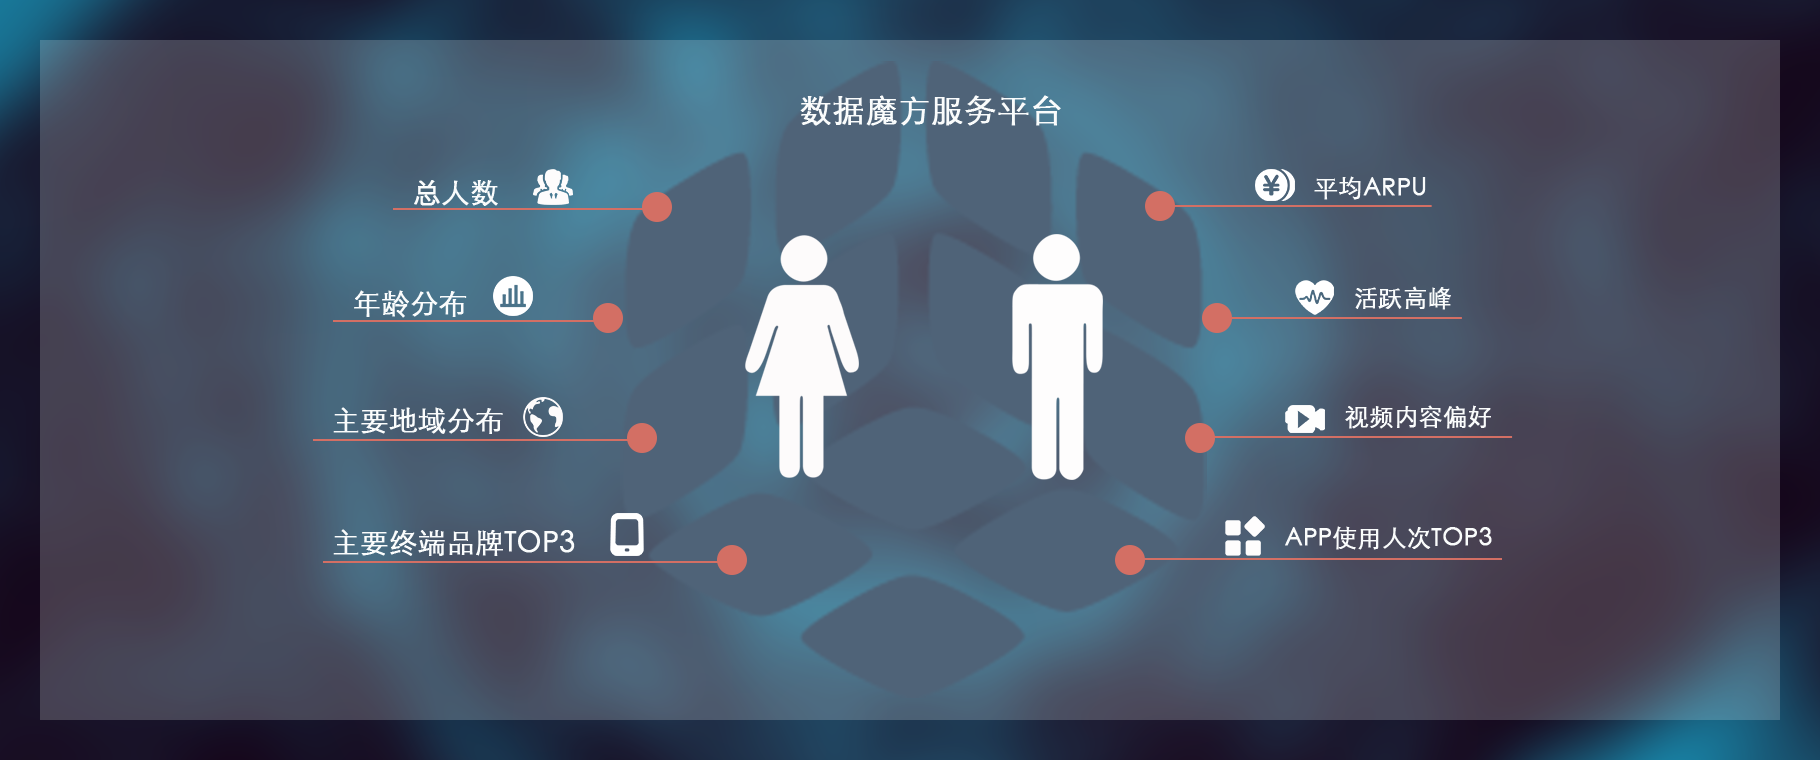 数据魔方服务平台
总人数
年龄分布
主要地域分布
主要终端品牌TOP3
平均ARPU
活跃高峰
视频内容偏好
APP使用人次TOP3